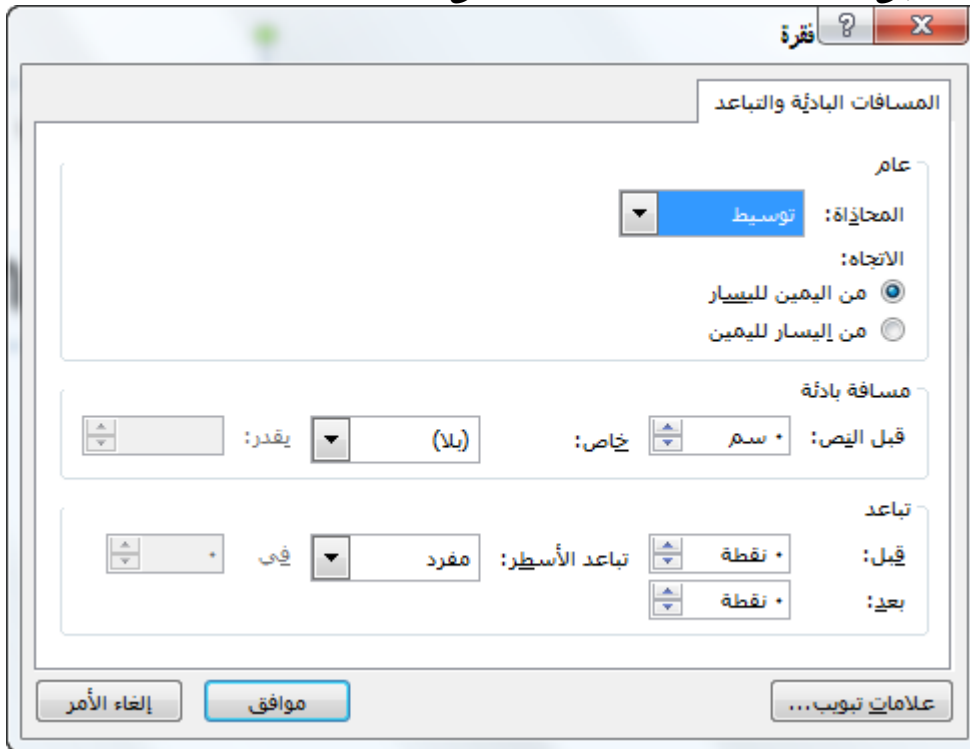 فقرة
المسافات البادئة والتباعد
عام
المحاذاة: توسيط
الاتجاه:
من اليمين لليسار
من اليسار لليمين
مسافة بادئة
قبل النص: ٠ سم خاص: (بلا) يقدر:
تباعد
قبل: ٠ نقطة تباعد الأسطر: مفرد في ٠
بعد: ٠ نقطة
علامات تبويب... موافق إلغاء الأمر